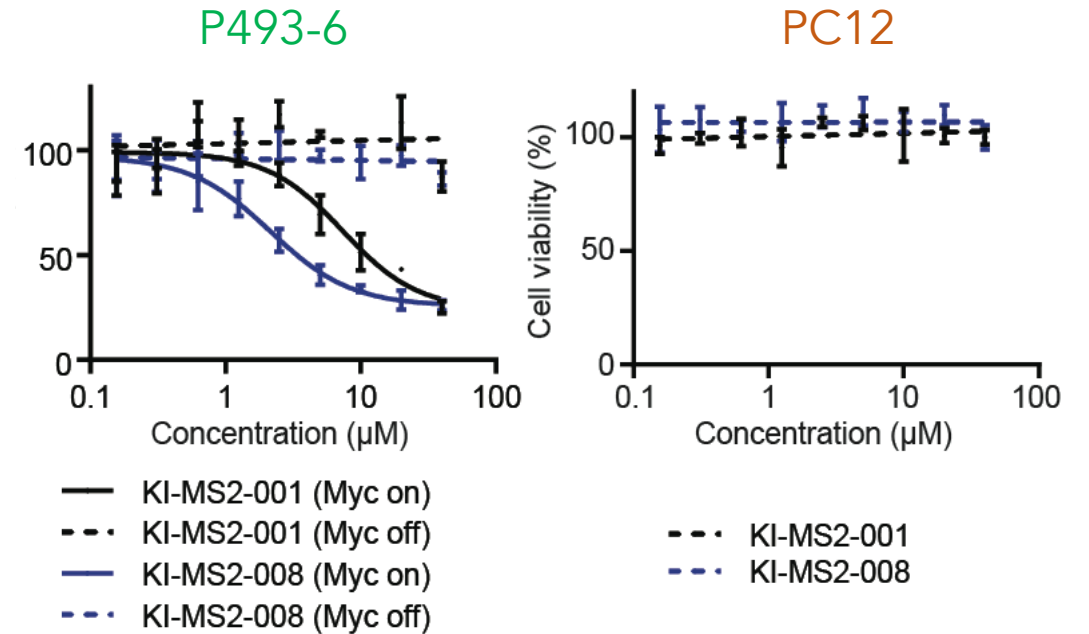 P493-6
100
50
0
0.1 1 10 100
Concentration (µM)
KI-MS2-001 (Myc on)
KI-MS2-001 (Myc off)
KI-MS2-008 (Myc on)
KI-MS2-008 (Myc off)
PC12
Cell viability (%)
100
50
0
0.1 1 10 100
Concentration (µM)
KI-MS2-001
KI-MS2-008